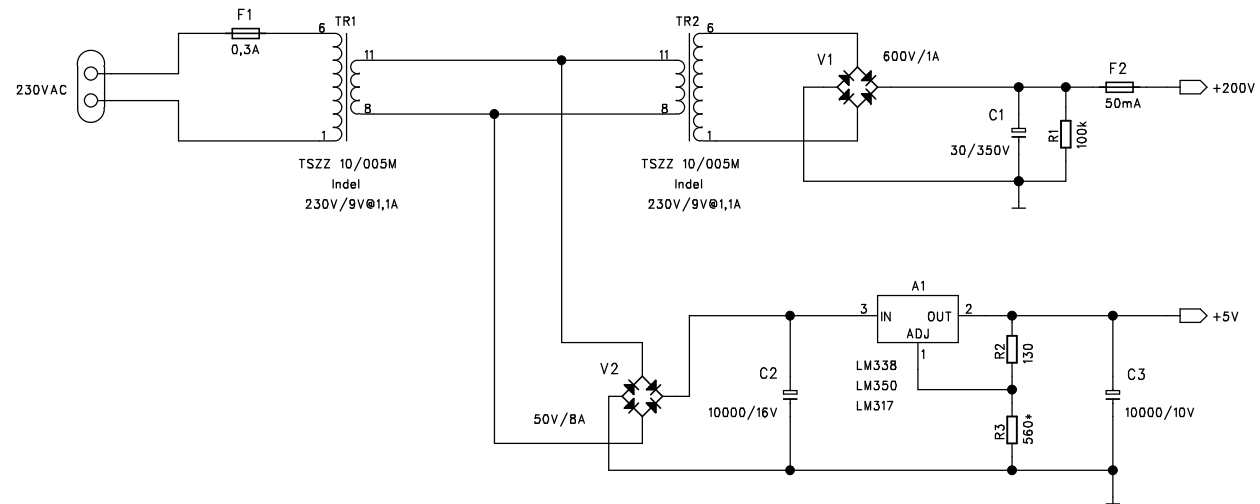 F1
0,3A
230VAC
6
TR1
11
8
1
TSZZ 10/005M
Indel
230V/9V@1,1A
TR2
6
11
8
1
TSZZ 10/005M
Indel
230V/9V@1,1A
V1
600V/1A
C1
30/350V
R1
100k
F2
50mA
+200V
V2
50V/8A
C2
10000/16V
A1
3
IN
OUT
2
ADJ
1
LM338
LM350
LM317
R2
130
R3
560*
C3
10000/10V
+5V